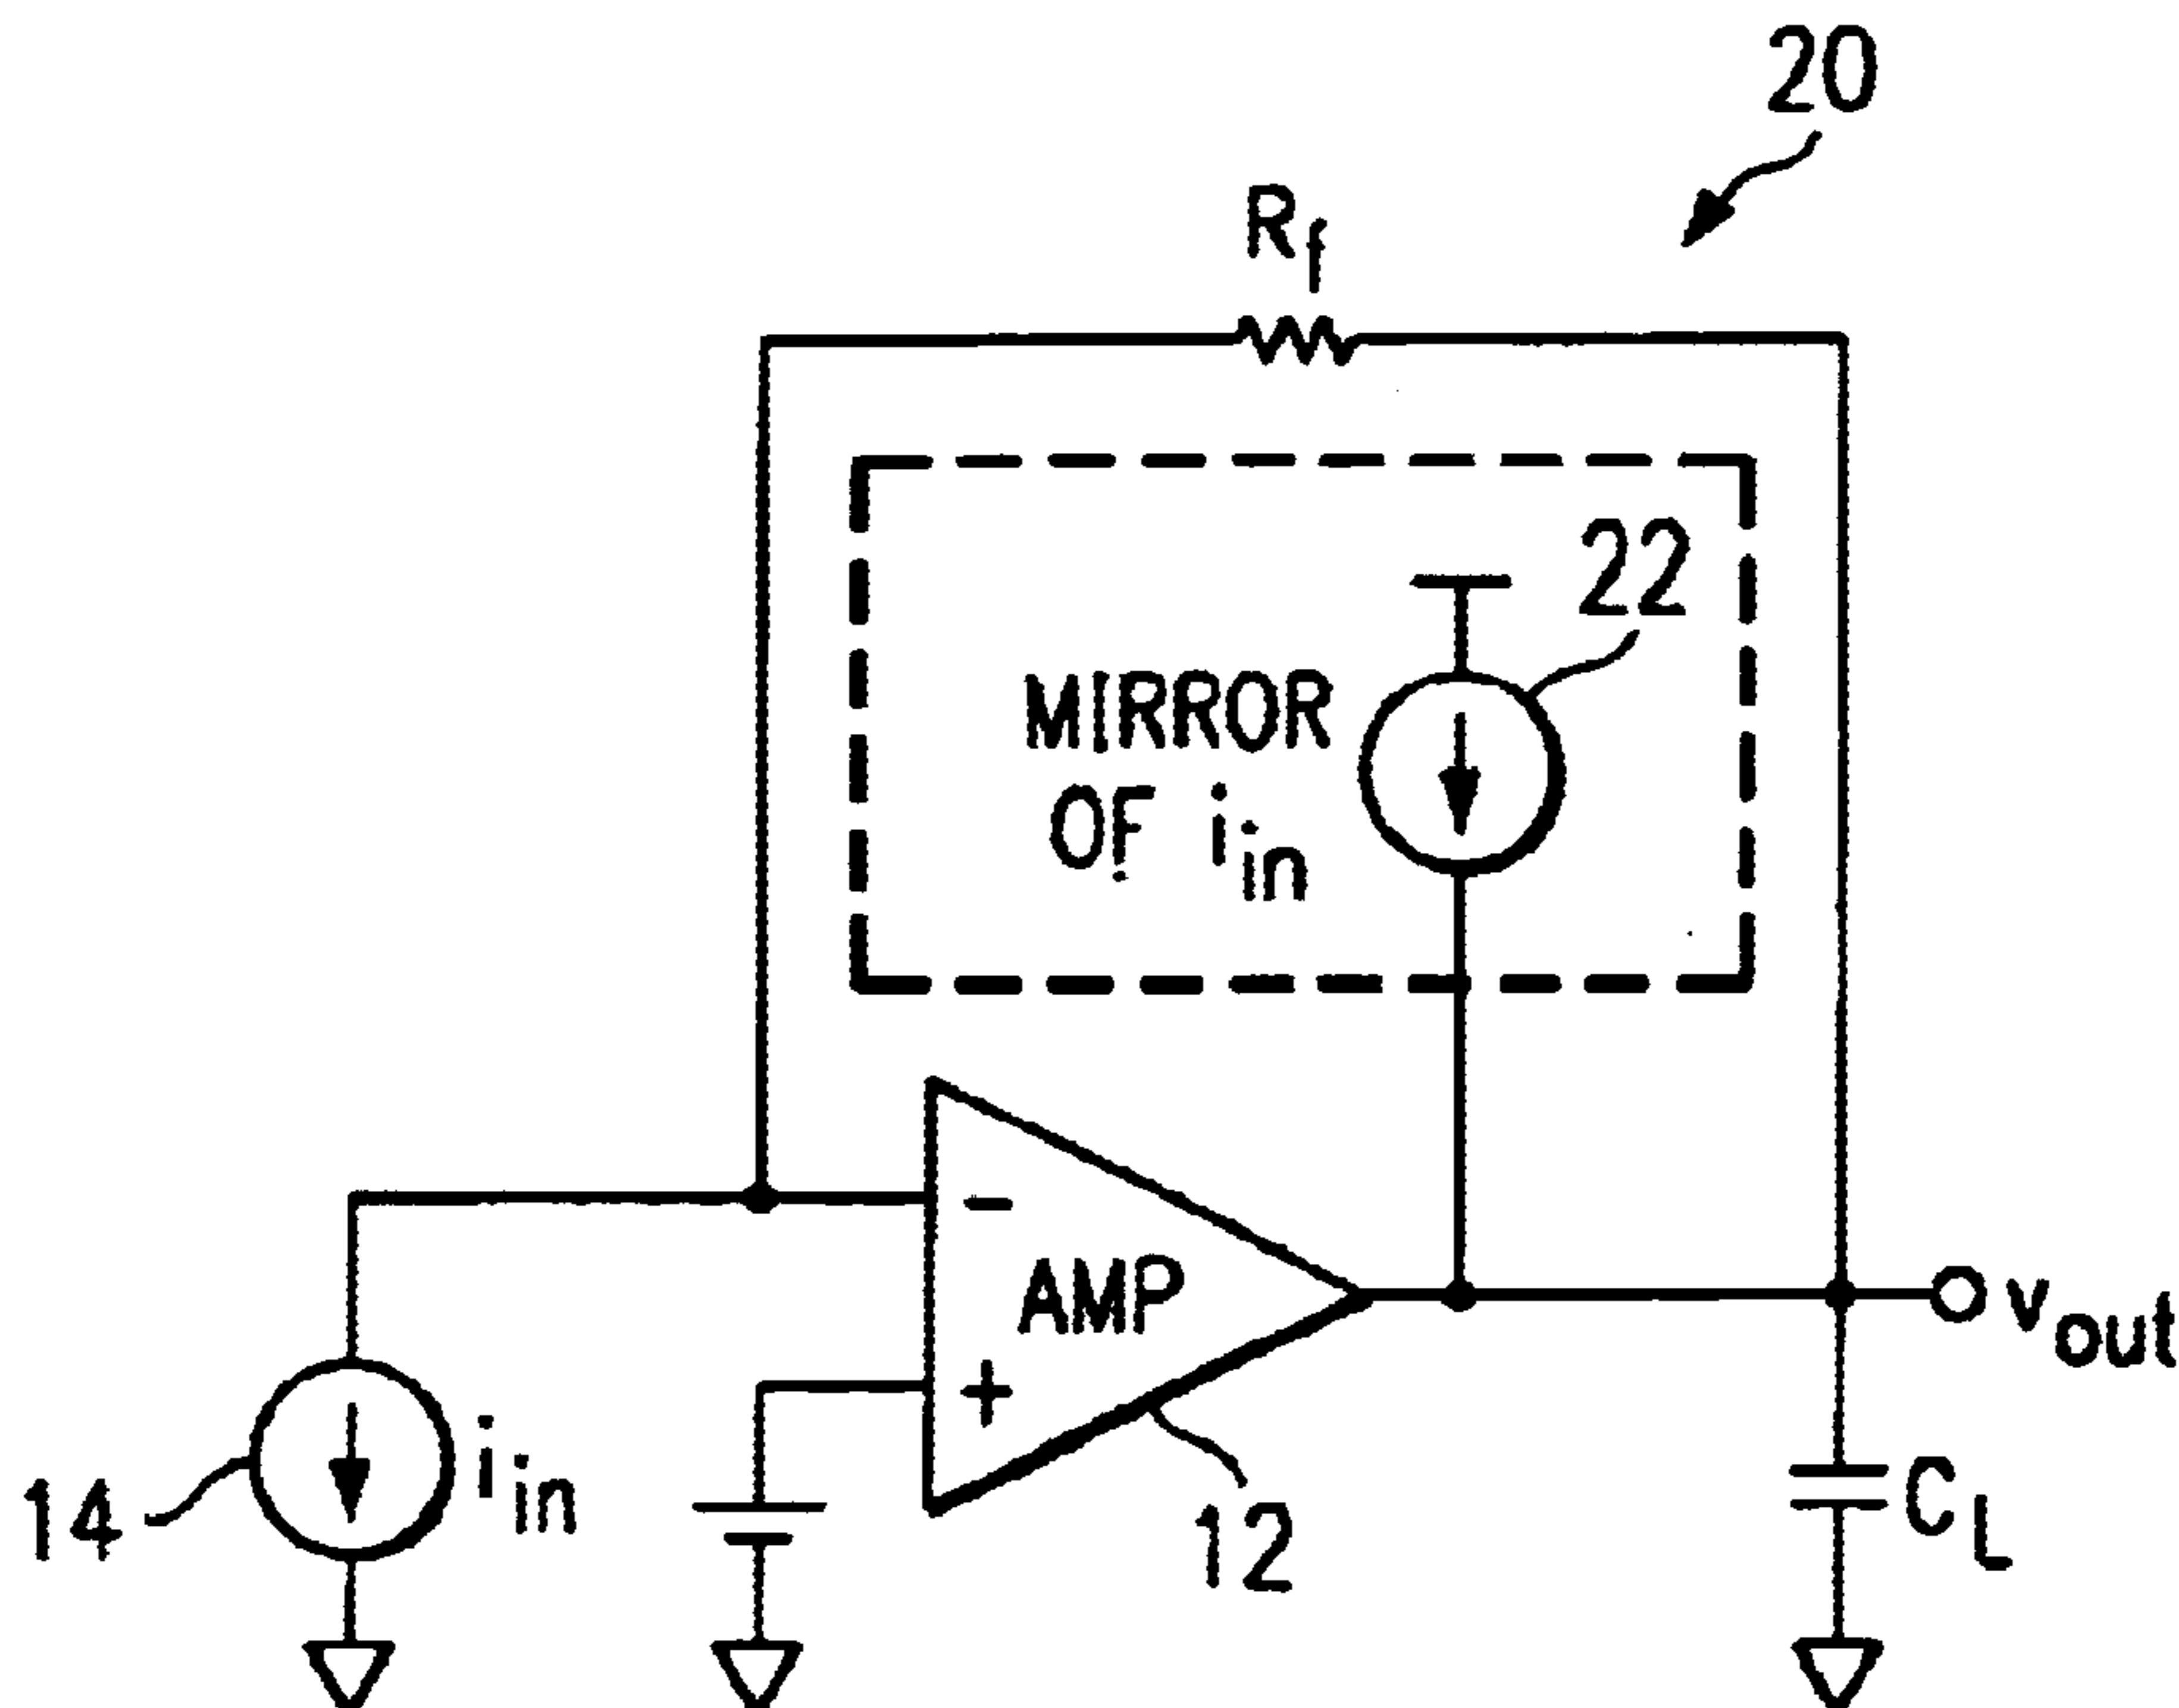 20
Rf
22
MIRROR
OF iin
-
AMP
+
vout
14
iin
12
CL